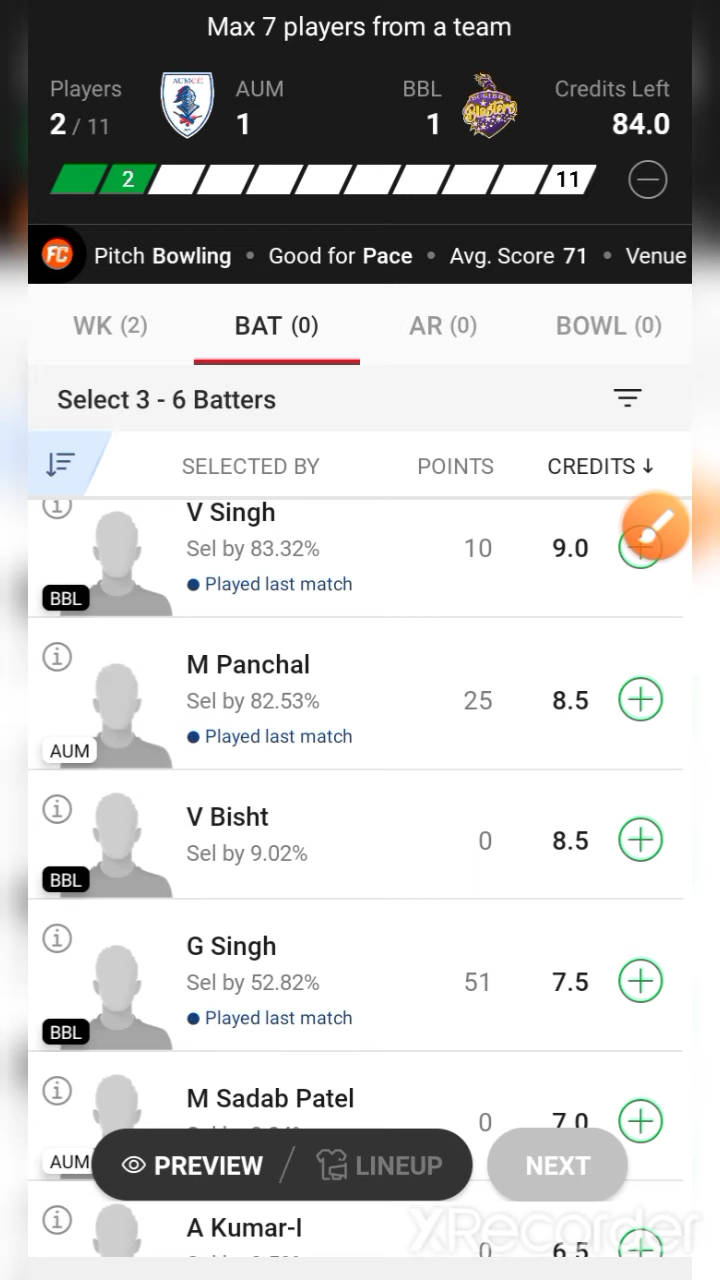 Max 7 players from a team
Players AUM BBL Credits Left
2 / 11 1 1 84.0
AUMCC
Blasters
2 11
FC Pitch Bowling • Good for Pace • Avg. Score 71 • Venue
WK (2) BAT (0) AR (0) BOWL (0)
Select 3 - 6 Batters
SELECTED BY POINTS CREDITS ↓
V Singh
Sel by 83.32% 10 9.0
Played last match
BBL
M Panchal
Sel by 82.53% 25 8.5
Played last match
AUM
V Bisht
Sel by 9.02% 0 8.5
BBL
G Singh
Sel by 52.82% 51 7.5
Played last match
BBL
M Sadab Patel
0 7.0
AUM
PREVIEW / LINEUP NEXT
A Kumar-I
0 6.5
XRecorder